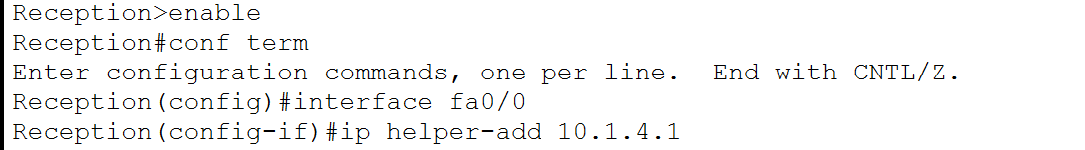 Reception>enable
Reception#conf term
Enter configuration commands, one per line.  End with CNTL/Z.
Reception(config)#interface fa0/0
Reception(config-if)#ip helper-add 10.1.4.1